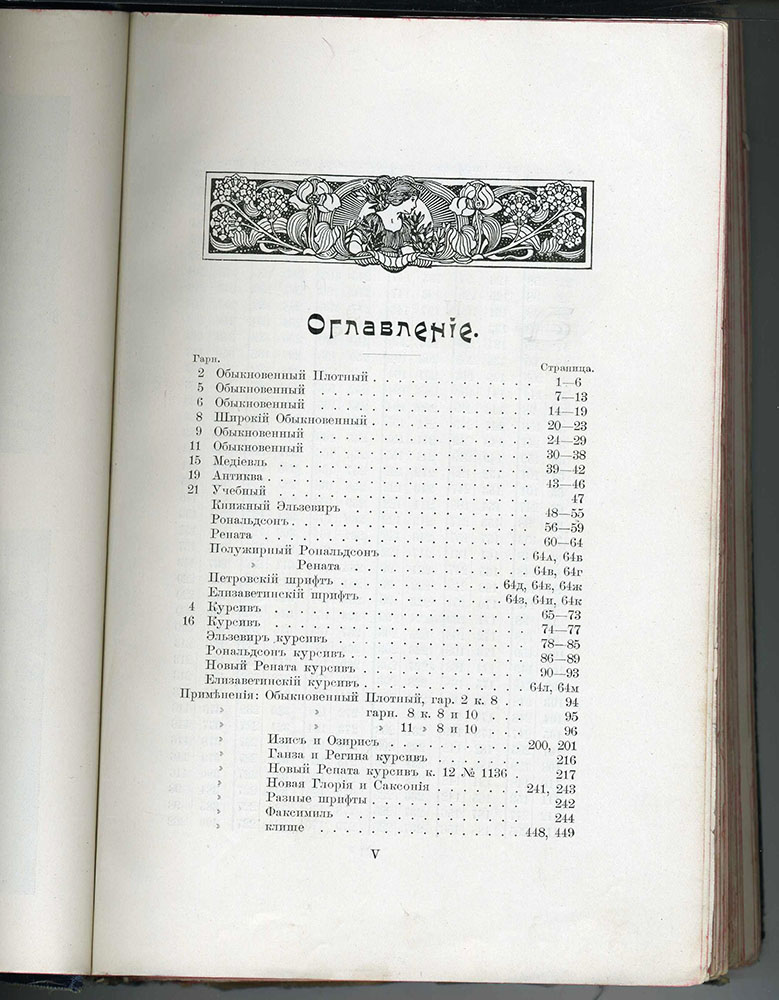 Оглавленіе.
Гарн. Страница.
2 Обыкновенный Плотный . . . . . . . . . . . . 1—6
5 Обыкновенный . . . . . . . . . . . . . . . . 7—13
6 Обыкновенный . . . . . . . . . . . . . . . . 14—19
8 Широкій Обыкновенный . . . . . . . . . . . . 20—23
9 Обыкновенный . . . . . . . . . . . . . . . . 24—29
11 Обыкновенный . . . . . . . . . . . . . . . . 30—38
15 Медіевль . . . . . . . . . . . . . . . . . . 39—42
19 Антиква . . . . . . . . . . . . . . . . . . . 43—46
21 Учебный . . . . . . . . . . . . . . . . . . . 47
Книжный Эльзевиръ . . . . . . . . . . . . . . 48—55
Рональдсонъ . . . . . . . . . . . . . . . . . 56—59
Рената . . . . . . . . . . . . . . . . . . . . 60—64
Полужирный Рональдсонъ . . . . . . . . . . . 64а, 64б
» Рената . . . . . . . . . . . . . . 64в, 64г
Петровскій шрифтъ . . . . . . . . . . . . 64д, 64е, 64ж
Елизаветинскій шрифтъ . . . . . . . . . . 64з, 64и, 64к
4 Курсивъ . . . . . . . . . . . . . . . . . . . 65—73
16 Курсивъ . . . . . . . . . . . . . . . . . . . 74—77
Эльзевиръ курсивъ . . . . . . . . . . . . . . 78—85
Рональдсонъ курсивъ . . . . . . . . . . . . . 86—89
Новый Рената курсивъ . . . . . . . . . . . . 90—93
Елизаветинскій курсивъ . . . . . . . . . . . 64л, 64м
Примѣненія: Обыкновенный Плотный, гар. 2 к. 8 . . 94
» » гарн. 8 к. 8 и 10 . . . 95
» » » 11 » 8 и 10 . . . 96
» Изисъ и Озирисъ . . . . . . . . . . . 200, 201
» Ганза и Регина курсивъ . . . . . . . . 216
» Новый Рената курсивъ к. 12 № 1136 . . 217
» Новая Глорія и Саксонія . . . . . . . 241, 243
» Разные шрифты . . . . . . . . . . . . 242
» Факсимиль . . . . . . . . . . . . . . 244
» клише . . . . . . . . . . . . . . . . 448, 449
V